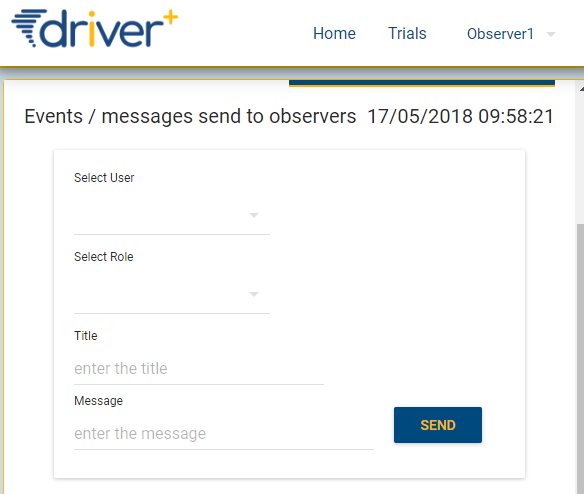 driver+
Home Trials Observer1
Events / messages send to observers 17/05/2018 09:58:21
Select User
Select Role
Title
enter the title
Message
enter the message
SEND